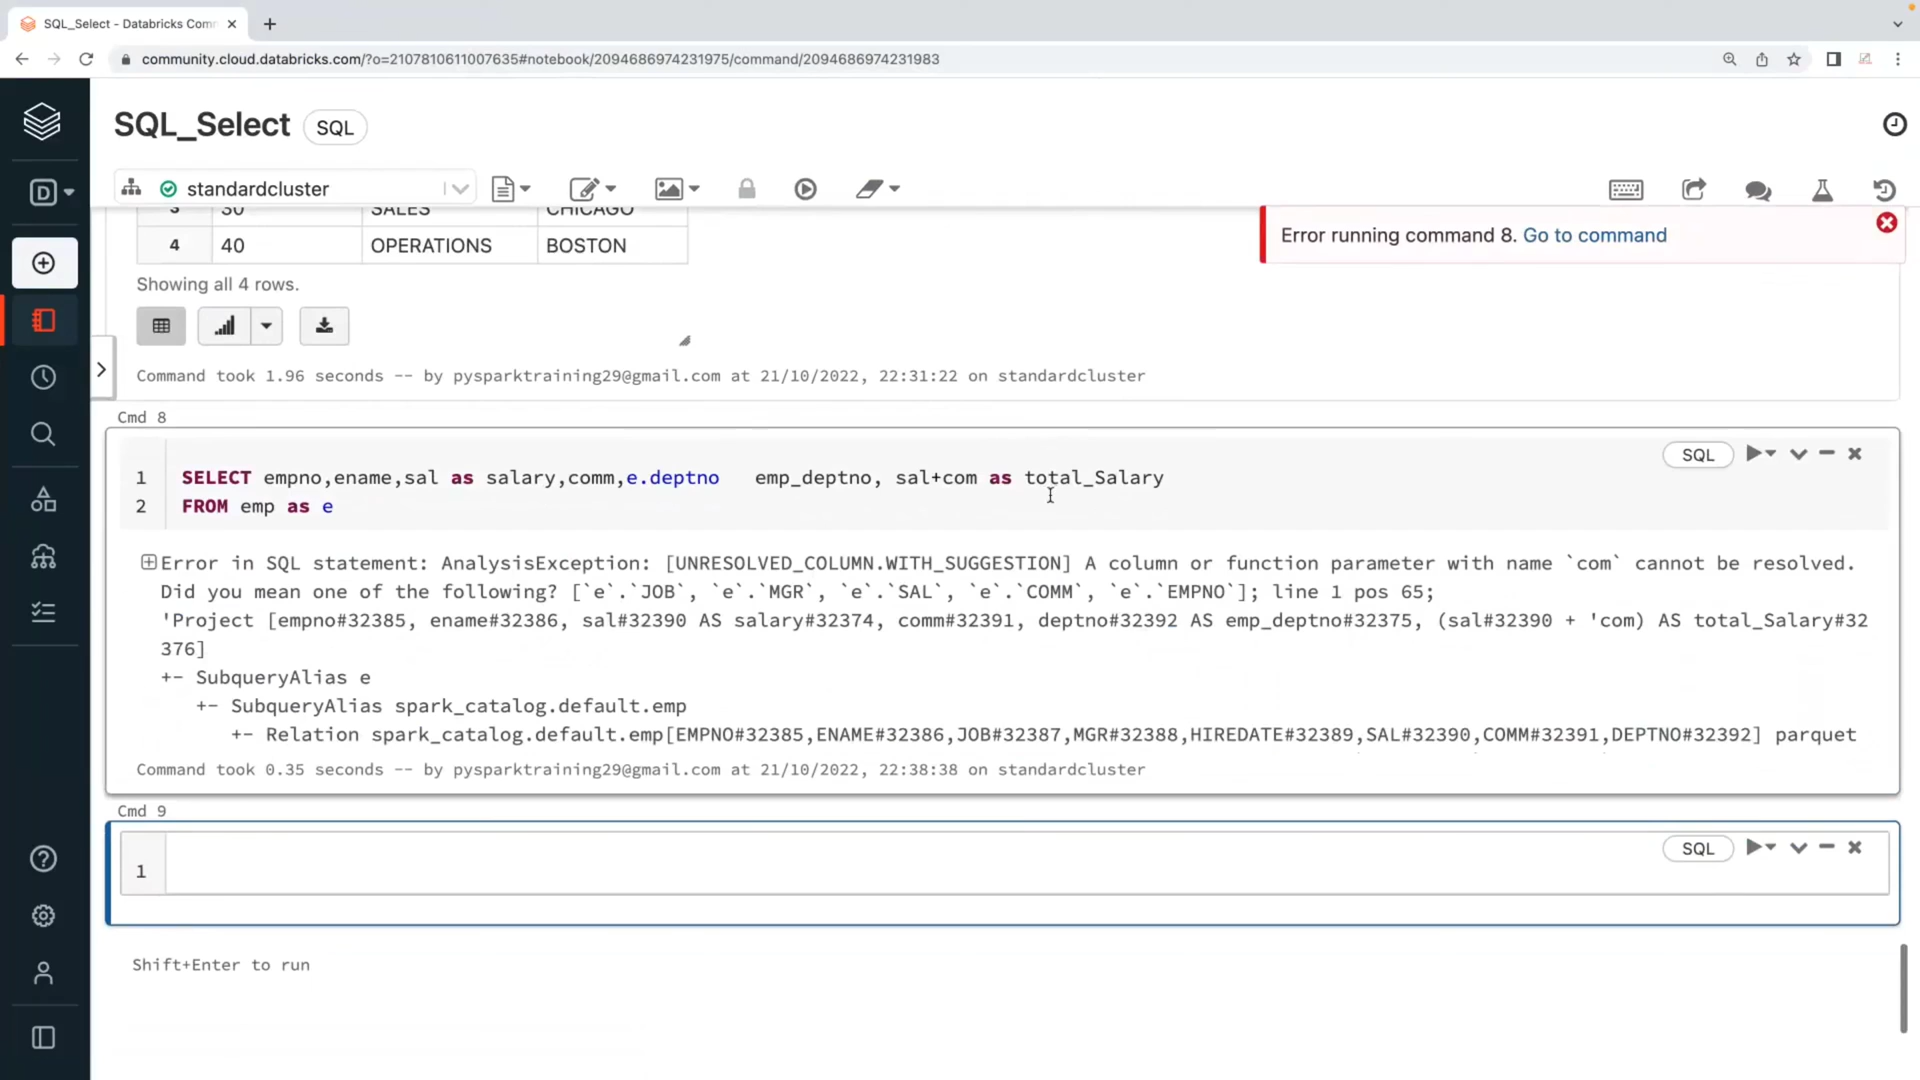 SQL_Select - Databricks Comm
community.cloud.databricks.com/?o=2107810611007635#notebook/2094686974231975/command/2094686974231983
SQL_Select SQL
D
standardcluster
3 30 SALES CHICAGO
4 40 OPERATIONS BOSTON
Error running command 8. Go to command
Showing all 4 rows.
Command took 1.96 seconds -- by pysparktraining29@gmail.com at 21/10/2022, 22:31:22 on standardcluster
Cmd 8
SQL
1 SELECT empno,ename,sal as salary,comm,e.deptno   emp_deptno, sal+com as total_Salary
2 FROM emp as e
Error in SQL statement: AnalysisException: [UNRESOLVED_COLUMN.WITH_SUGGESTION] A column or function parameter with name `com` cannot be resolved.
Did you mean one of the following? [`e`.`JOB`, `e`.`MGR`, `e`.`SAL`, `e`.`COMM`, `e`.`EMPNO`]; line 1 pos 65;
'Project [empno#32385, ename#32386, sal#32390 AS salary#32374, comm#32391, deptno#32392 AS emp_deptno#32375, (sal#32390 + 'com) AS total_Salary#32
376]
+- SubqueryAlias e
+- SubqueryAlias spark_catalog.default.emp
+- Relation spark_catalog.default.emp[EMPNO#32385,ENAME#32386,JOB#32387,MGR#32388,HIREDATE#32389,SAL#32390,COMM#32391,DEPTNO#32392] parquet
Command took 0.35 seconds -- by pysparktraining29@gmail.com at 21/10/2022, 22:38:38 on standardcluster
Cmd 9
SQL
1
Shift+Enter to run